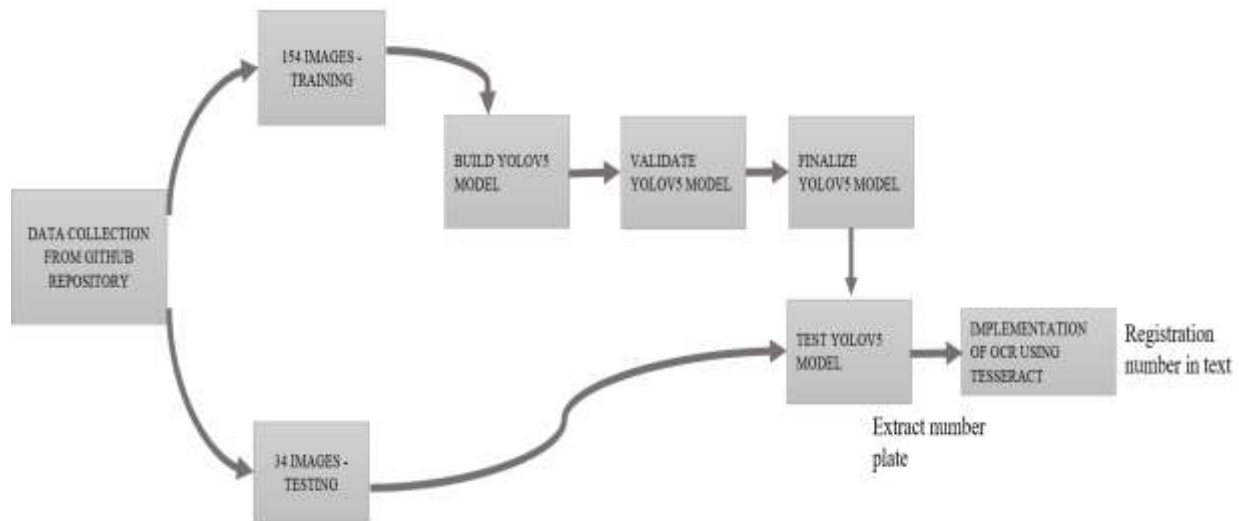 154 IMAGES -
TRAINING
BUILD YOLOV5
MODEL
VALIDATE
YOLOV5 MODEL
FINALIZE
YOLOV5 MODEL
DATA COLLECTION
FROM GITHUB
REPOSITORY
TEST YOLOV5
MODEL
IMPLEMENTATION
OF OCR USING
TESSERACT
Registration
number in text
Extract number
plate
34 IMAGES -
TESTING